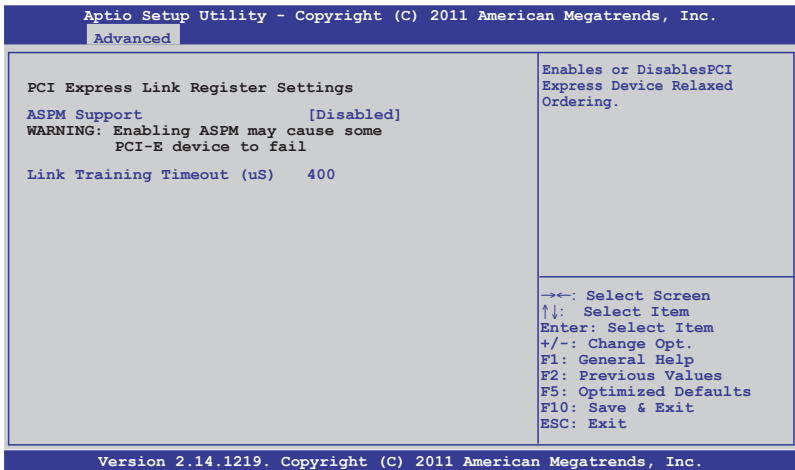 Aptio Setup Utility - Copyright (C) 2011 American Megatrends, Inc.
Advanced
PCI Express Link Register Settings
ASPM Support [Disabled]
WARNING: Enabling ASPM may cause some
PCI-E device to fail
Link Training Timeout (uS) 400
Enables or DisablesPCI
Express Device Relaxed
Ordering.
→←: Select Screen
↑↓: Select Item
Enter: Select Item
+/-: Change Opt.
F1: General Help
F2: Previous Values
F5: Optimized Defaults
F10: Save & Exit
ESC: Exit
Version 2.14.1219. Copyright (C) 2011 American Megatrends, Inc.